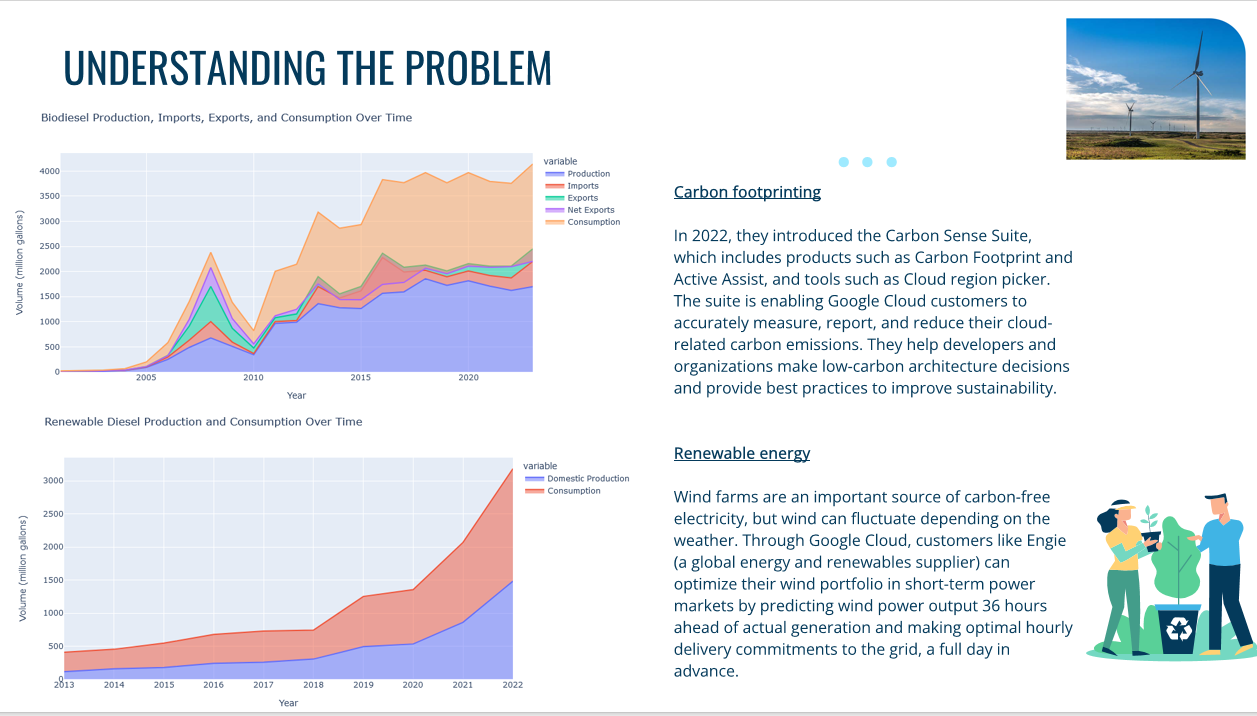 UNDERSTANDING THE PROBLEM
Biodiesel Production, Imports, Exports, and Consumption Over Time
Volume (million gallons)
4000
3500
3000
2500
2000
1500
1000
500
0
2005
2010
2015
2020
Year
variable
Production
Imports
Exports
Net Exports
Consumption
Renewable Diesel Production and Consumption Over Time
Volume (million gallons)
3000
2500
2000
1500
1000
500
0
2013
2014
2015
2016
2017
2018
2019
2020
2021
2022
Year
variable
Domestic Production
Consumption
Carbon footprinting
In 2022, they introduced the Carbon Sense Suite,
which includes products such as Carbon Footprint and
Active Assist, and tools such as Cloud region picker.
The suite is enabling Google Cloud customers to
accurately measure, report, and reduce their cloud-
related carbon emissions. They help developers and
organizations make low-carbon architecture decisions
and provide best practices to improve sustainability.
Renewable energy
Wind farms are an important source of carbon-free
electricity, but wind can fluctuate depending on the
weather. Through Google Cloud, customers like Engie
(a global energy and renewables supplier) can
optimize their wind portfolio in short-term power
markets by predicting wind power output 36 hours
ahead of actual generation and making optimal hourly
delivery commitments to the grid, a full day in
advance.